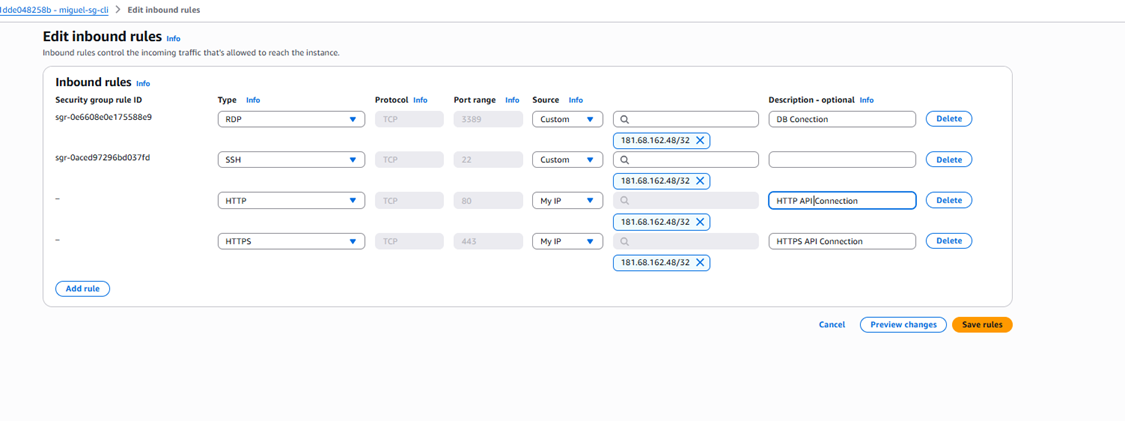 1dde048258b - miguel-sg-cli > Edit inbound rules
Edit inbound rules Info
Inbound rules control the incoming traffic that's allowed to reach the instance.
Inbound rules Info
Security group rule ID Type Info Protocol Info Port range Info Source Info Description - optional Info
sgr-0e6608e0e175588e9 RDP TCP 3389 Custom DB Conection Delete
181.68.162.48/32
sgr-0aced97296bd037fd SSH TCP 22 Custom Delete
181.68.162.48/32
– HTTP TCP 80 My IP HTTP API Connection Delete
181.68.162.48/32
– HTTPS TCP 443 My IP HTTPS API Connection Delete
181.68.162.48/32
Add rule
Cancel Preview changes Save rules